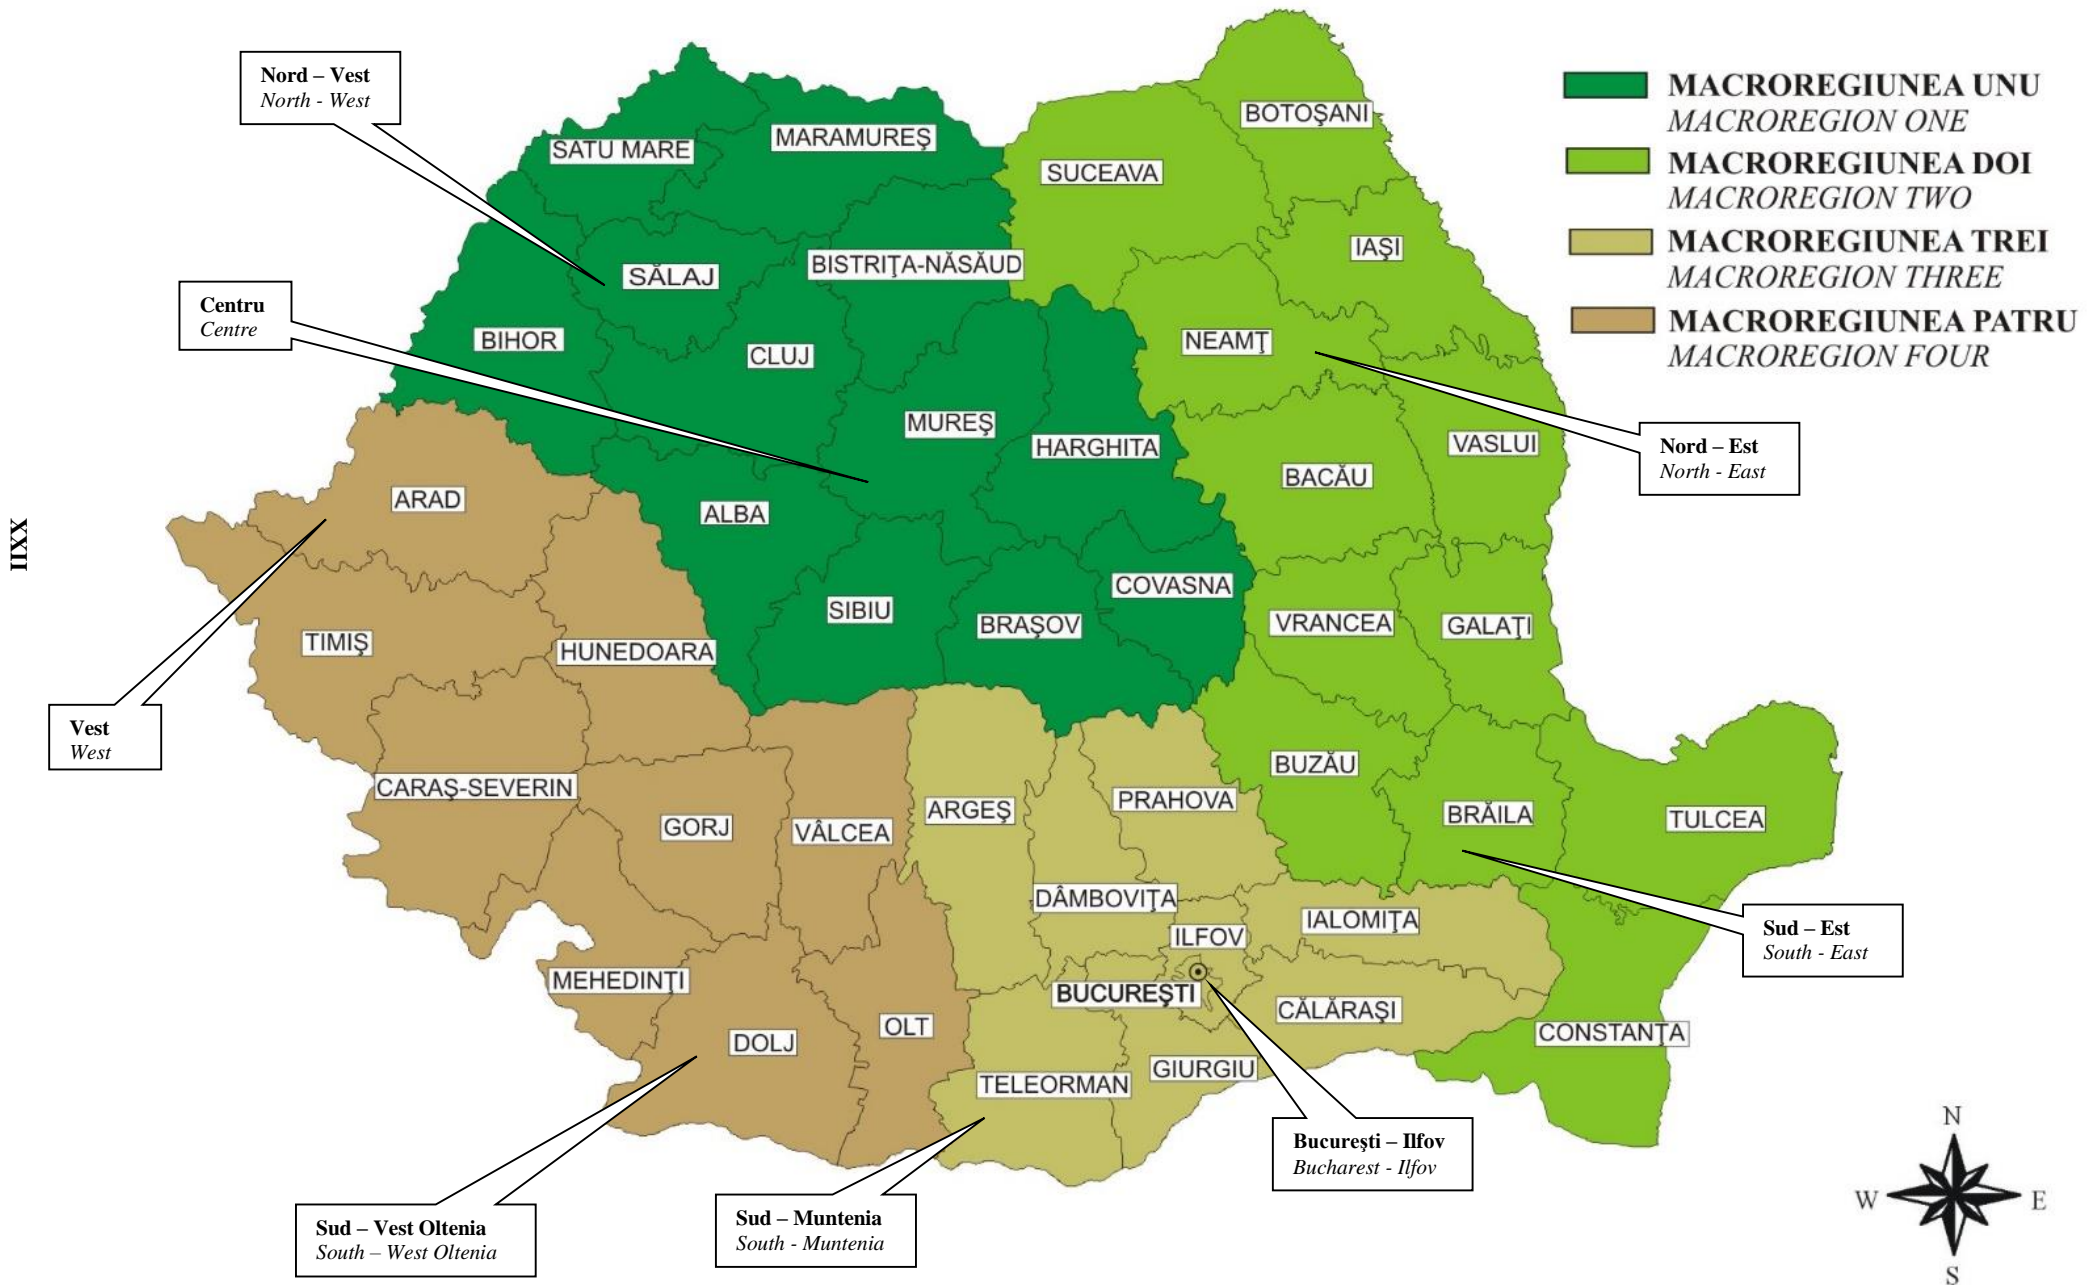 Nord – Vest
North - West
BOTOŞANI
MACROREGIUNEA UNU
MACROREGION ONE
SATU MARE
MARAMUREŞ
SUCEAVA
MACROREGIUNEA DOI
MACROREGION TWO
SĂLAJ
BISTRIŢA-NĂSĂUD
IAŞI
MACROREGIUNEA TREI
MACROREGION THREE
Centru
Centre
BIHOR
CLUJ
NEAMŢ
MACROREGIUNEA PATRU
MACROREGION FOUR
MUREŞ
HARGHITA
BACĂU
VASLUI
Nord – Est
North - East
ARAD
ALBA
XXII
COVASNA
TIMIŞ
HUNEDOARA
SIBIU
BRAŞOV
VRANCEA
GALAŢI
Vest
West
CARAŞ-SEVERIN
GORJ
VÂLCEA
ARGEŞ
PRAHOVA
BUZĂU
BRĂILA
TULCEA
DÂMBOVIŢA
ILFOV
IALOMIŢA
Sud – Est
South - East
MEHEDINŢI
BUCUREŞTI
CĂLĂRAŞI
DOLJ
OLT
CONSTANŢA
TELEORMAN
GIURGIU
Bucureşti – Ilfov
Bucharest - Ilfov
Sud – Vest Oltenia
South – West Oltenia
Sud – Muntenia
South - Muntenia
N
W E
S